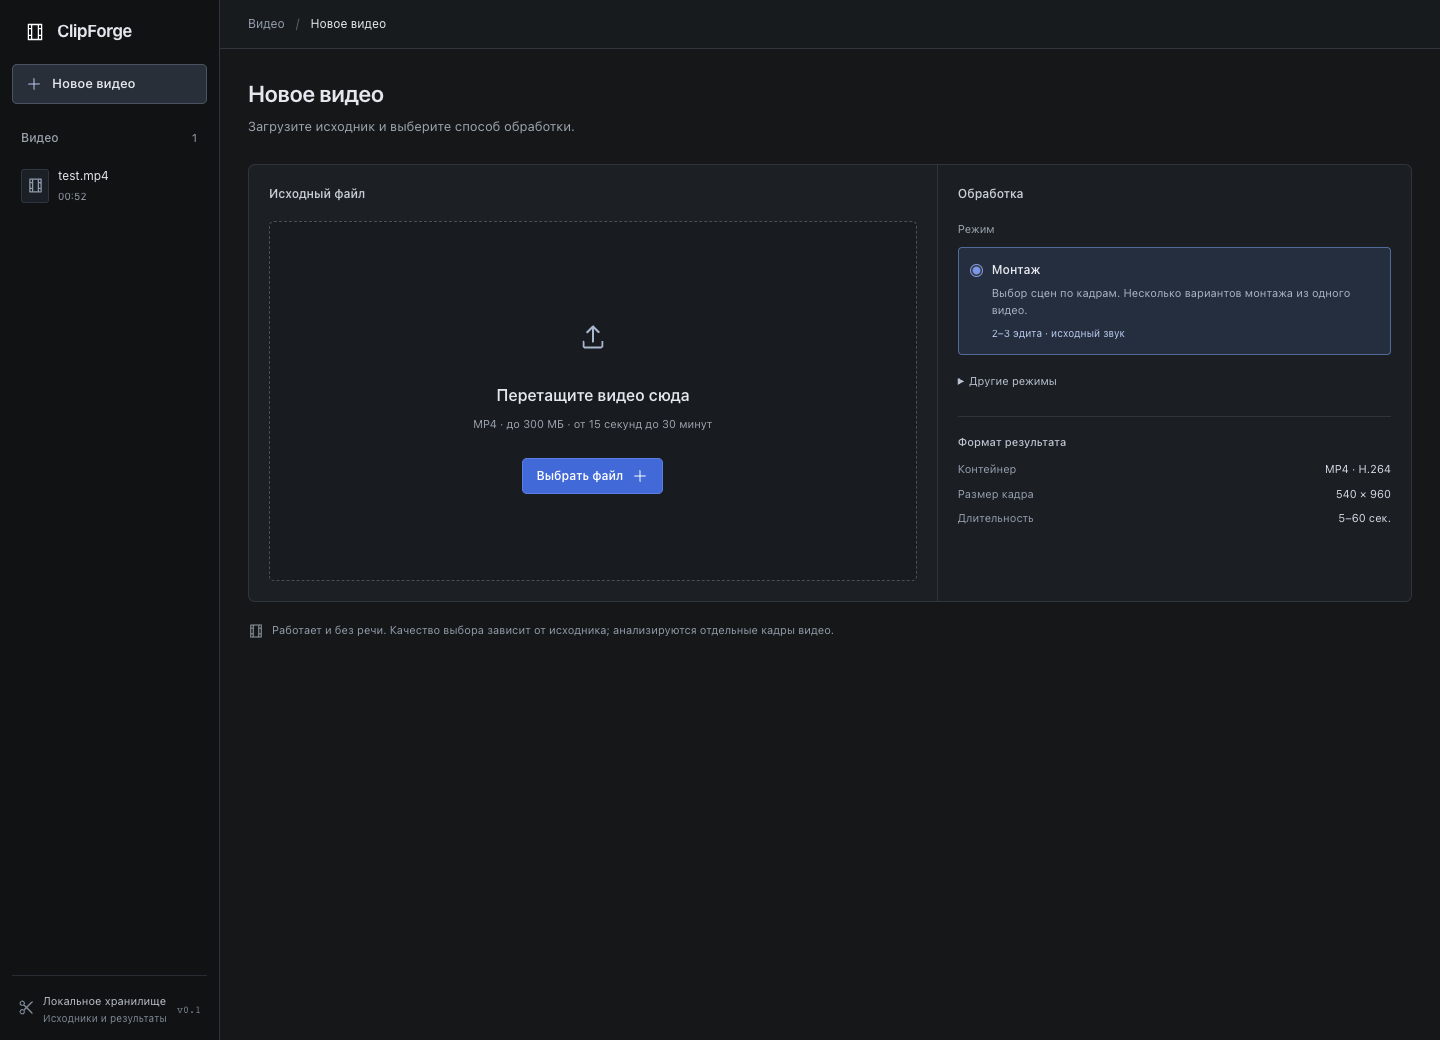 ClipForge
Новое видео
Видео 1
test.mp4
00:52
Локальное хранилище
Исходники и результаты
v0.1
Видео / Новое видео
Новое видео
Загрузите исходник и выберите способ обработки.
Исходный файл
Перетащите видео сюда
MP4 · до 300 МБ · от 15 секунд до 30 минут
Выбрать файл
Обработка
Режим
Монтаж
Выбор сцен по кадрам. Несколько вариантов монтажа из одного
видео.
2–3 эдита · исходный звук
Другие режимы
Формат результата
Контейнер MP4 · H.264
Размер кадра 540 × 960
Длительность 5–60 сек.
Работает и без речи. Качество выбора зависит от исходника; анализируются отдельные кадры видео.